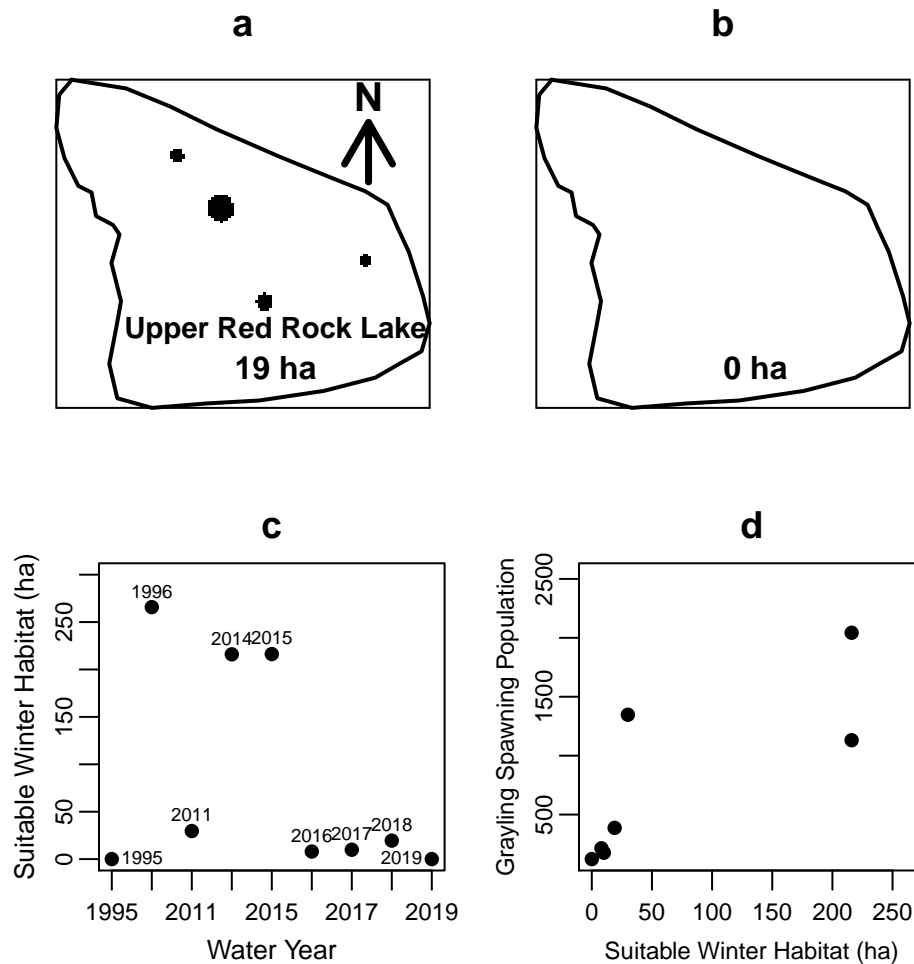 a
b
N
Upper Red Rock Lake
19 ha
0 ha
c
d
Suitable Winter Habitat (ha)
250
150
50
0
1996
2014
2015
2011
2016
2017
2018
1995
2019
1995
2011
2015
2017
2019
Water Year
Grayling Spawning Population
2500
1500
500
0
50
100
150
200
250
Suitable Winter Habitat (ha)